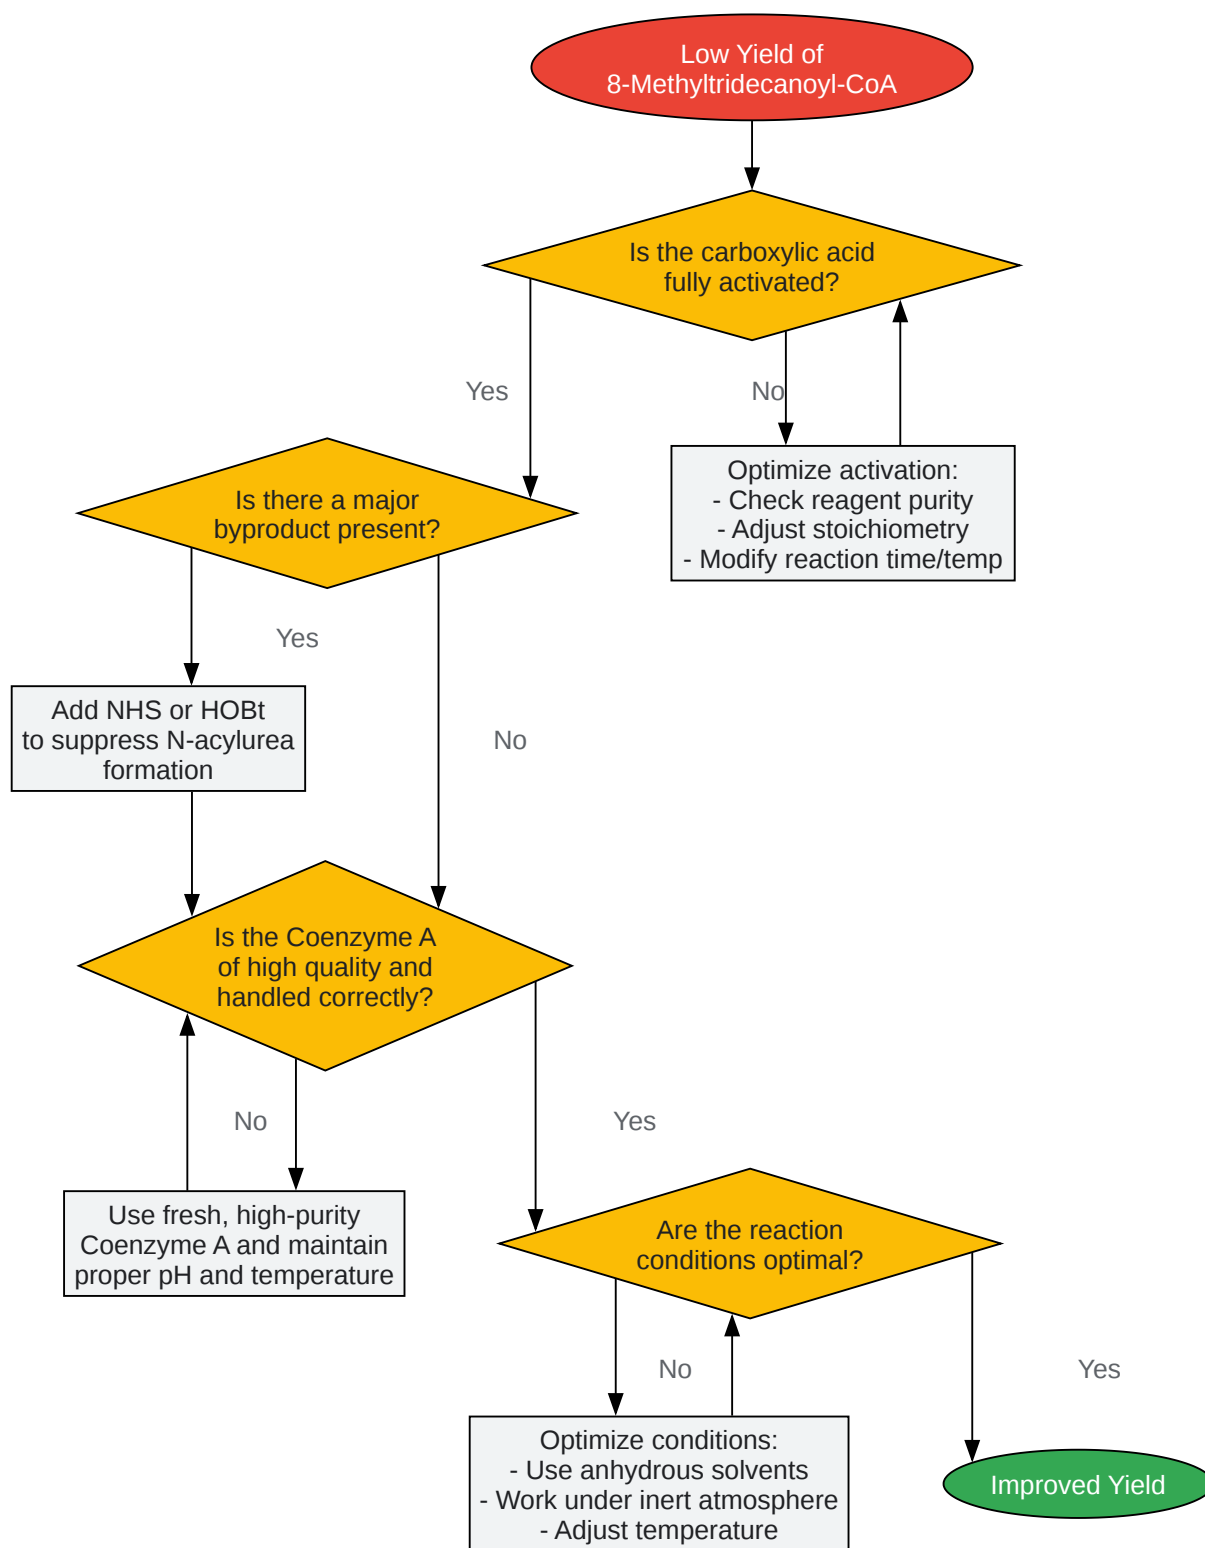 Low Yield of
8-Methyltridecanoyl-CoA
Is the carboxylic acid
fully activated?
Yes
No
Optimize activation:
- Check reagent purity
- Adjust stoichiometry
- Modify reaction time/temp
Is there a major
byproduct present?
Yes
No
Add NHS or HOBt
to suppress N-acylurea
formation
Is the Coenzyme A
of high quality and
handled correctly?
No
Yes
Use fresh, high-purity
Coenzyme A and maintain
proper pH and temperature
Are the reaction
conditions optimal?
No
Yes
Optimize conditions:
- Use anhydrous solvents
- Work under inert atmosphere
- Adjust temperature
Improved Yield